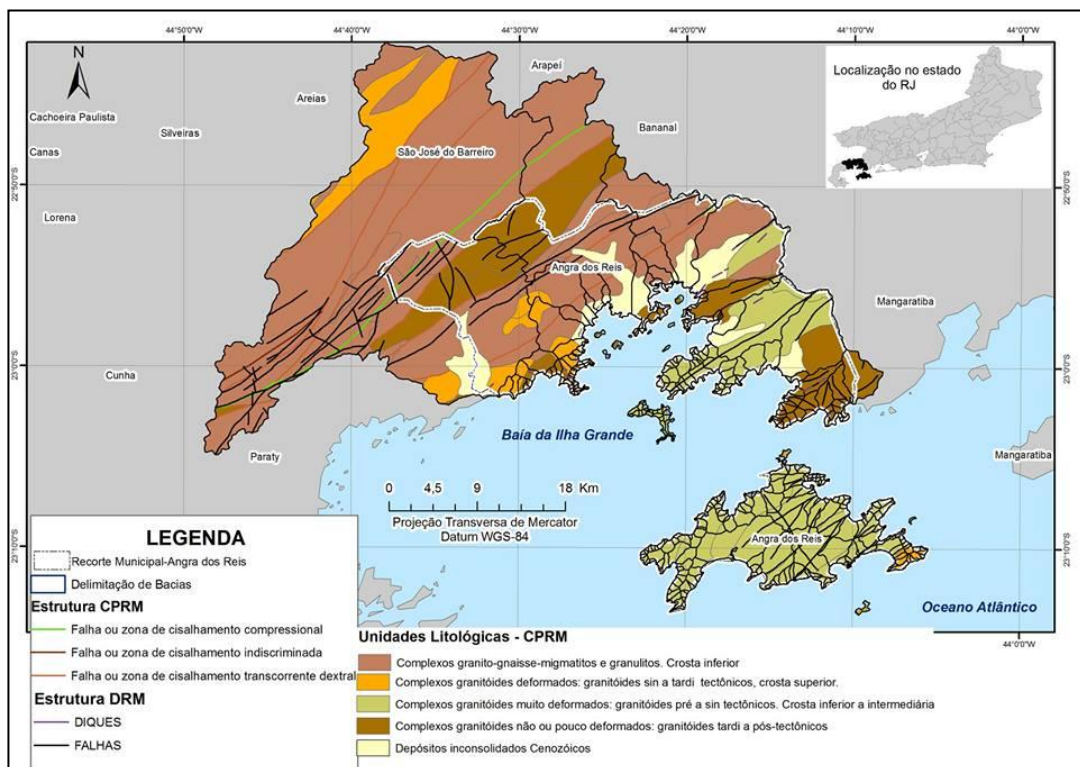 44°50'0"W
44°40'0"W
44°30'0"W
44°20'0"W
44°10'0"W
44°0'0"W
N
Localização no estado
do RJ
Arapeí
Areias
Cachoeira Paulista
Silveiras
Bananal
Canas
São José do Barreiro
22°50'0"S
22°50'0"S
Lorena
Angra dos Reis
Mangaratiba
23°0'0"S
23°0'0"S
Cunha
Baía da Ilha Grande
Paraty
Mangaratiba
0 4,5 9 18 Km
Projeção Transversa de Mercator
Datum WGS-84
Angra dos Reis
23°10'0"S
23°10'0"S
Oceano Atlântico
44°10'0"W
44°0'0"W
LEGENDA
Recorte Municipal-Angra dos Reis
Delimitação de Bacias
Estrutura CPRM
Falha ou zona de cisalhamento compressional
Falha ou zona de cisalhamento indiscriminada
Falha ou zona de cisalhamento transcorrente dextral
Estrutura DRM
DIQUES
FALHAS
Unidades Litológicas - CPRM
Complexos granito-gnaisse-migmatitos e granulitos. Crosta inferior
Complexos granitóides deformados: granitóides sin a tardi tectônicos, crosta superior.
Complexos granitóides muito deformados: granitóides pré a sin tectônicos. Crosta inferior a intermediária
Complexos granitóides não ou pouco deformados: granitóides tardi a pós-tectônicos
Depósitos inconsolidados Cenozóicos